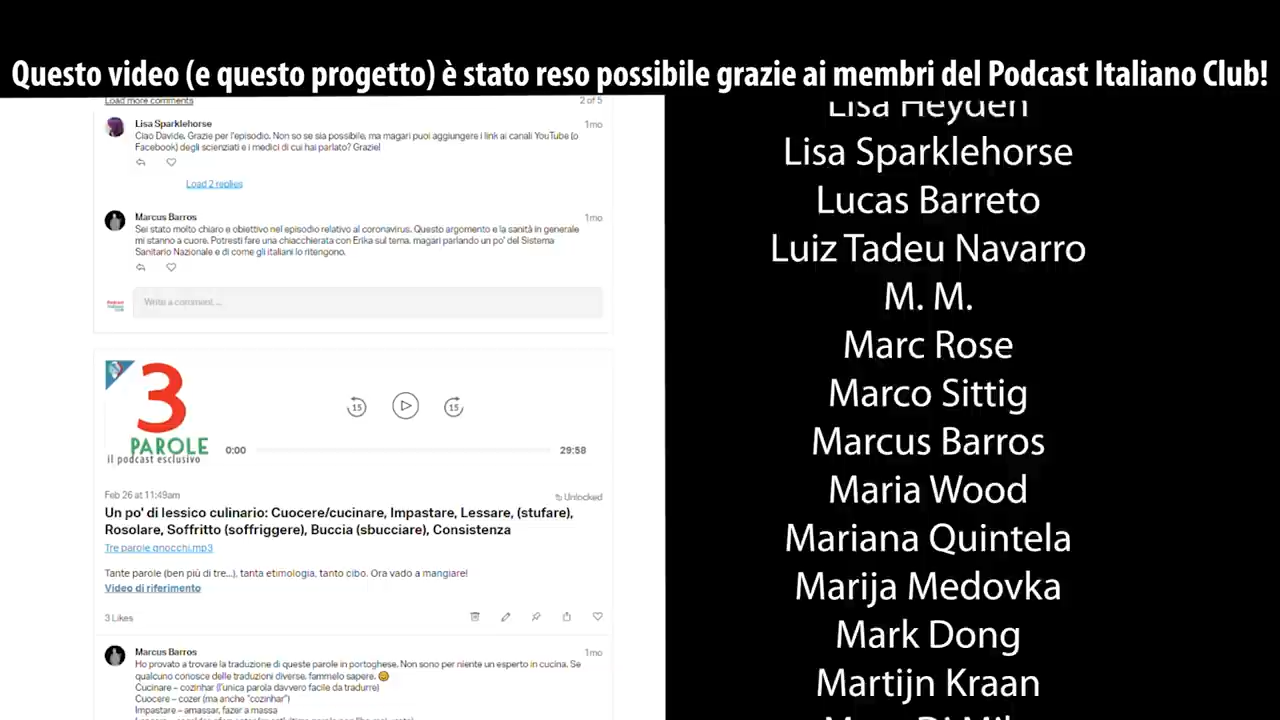 Questo video (e questo progetto) è stato reso possibile grazie ai membri del Podcast Italiano Club!
Load more comments
2 of 5
Lisa Sparklehorse
1mo
Ciao Davide. Grazie per l'episodio. Non so se sia possibile, ma magari puoi aggiungere i link ai canali YouTube (o
Facebook) degli scienziati e i medici di cui hai parlato? Grazie!
Load 2 replies
Marcus Barros
1mo
Sei stato molto chiaro e obiettivo nel episodio relativo al coronavirus. Questo argomento e la sanità in generale
mi stanno a cuore. Potresti fare una chiacchierata con Erika sul tema, magari parlando un po' del Sistema
Sanitario Nazionale e di come gli italiani lo ritengono.
Write a comment ...
3
PAROLE
il podcast esclusivo
15
15
0:00
29:58
Feb 26 at 11:49am
Unlocked
Un po' di lessico culinario: Cuocere/cucinare, Impastare, Lessare, (stufare),
Rosolare, Soffritto (soffriggere), Buccia (sbucciare), Consistenza
Tre parole gnocchi.mp3
Tante parole (ben più di tre...), tanta etimologia, tanto cibo. Ora vado a mangiare!
Video di riferimento
3 Likes
Marcus Barros
1mo
Ho provato a trovare la traduzione di queste parole in portoghese. Non sono per niente un esperto in cucina. Se
qualcuno conosce delle traduzioni diverse, fammelo sapere.
Cucinare – cozinhar (l'unica parola davvero facile da tradurre)
Cuocere – cozer (ma anche "cozinhar")
Impastare – amassar, fazer a massa
Lisa Heyden
Lisa Sparklehorse
Lucas Barreto
Luiz Tadeu Navarro
M. M.
Marc Rose
Marco Sittig
Marcus Barros
Maria Wood
Mariana Quintela
Marija Medovka
Mark Dong
Martijn Kraan